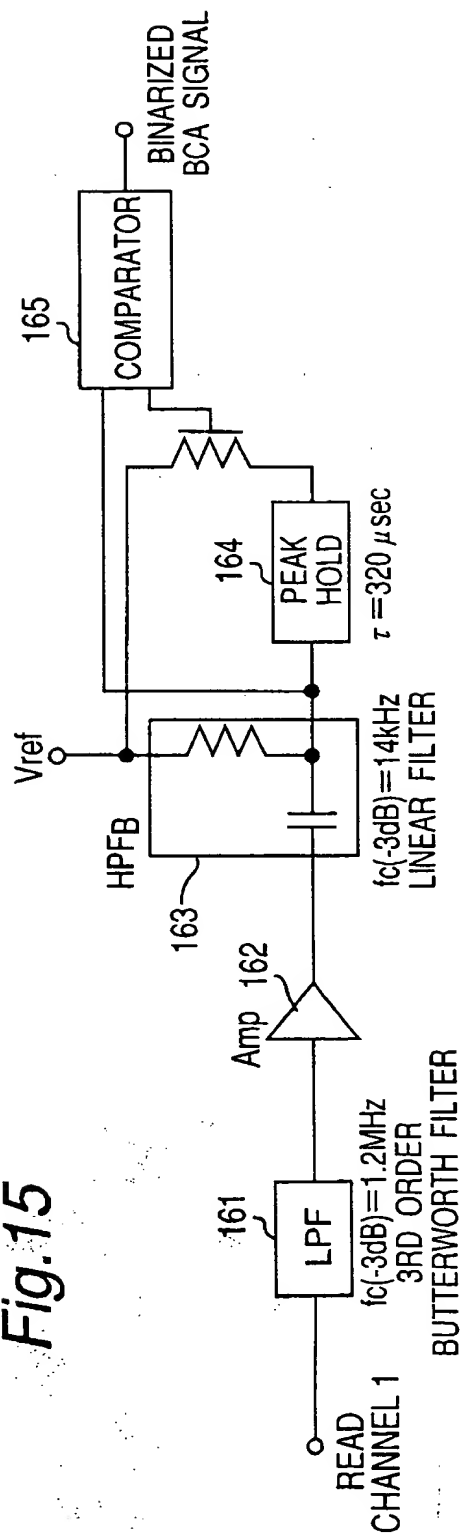 Fig.15
READ
CHANNEL 1
161
LPF
fc(-3dB)=1.2MHz
3RD ORDER
BUTTERWORTH FILTER
Amp
162
163
HPFB
fc(-3dB)=14kHz
LINEAR FILTER
Vref
164
PEAK
HOLD
τ=320 μsec
165
COMPARATOR
BINARIZED
BCA SIGNAL